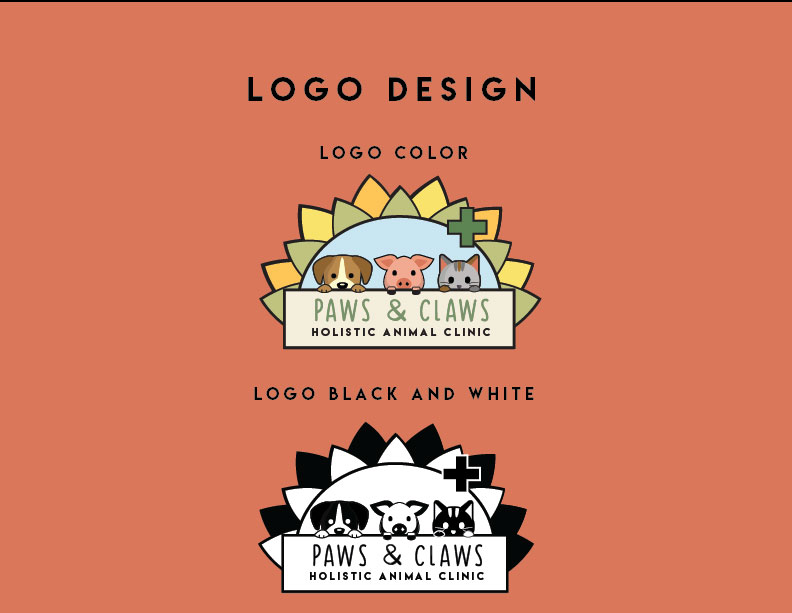 LOGO DESIGN
LOGO COLOR
PAWS & CLAWS
HOLISTIC ANIMAL CLINIC
LOGO BLACK AND WHITE
PAWS & CLAWS
HOLISTIC ANIMAL CLINIC